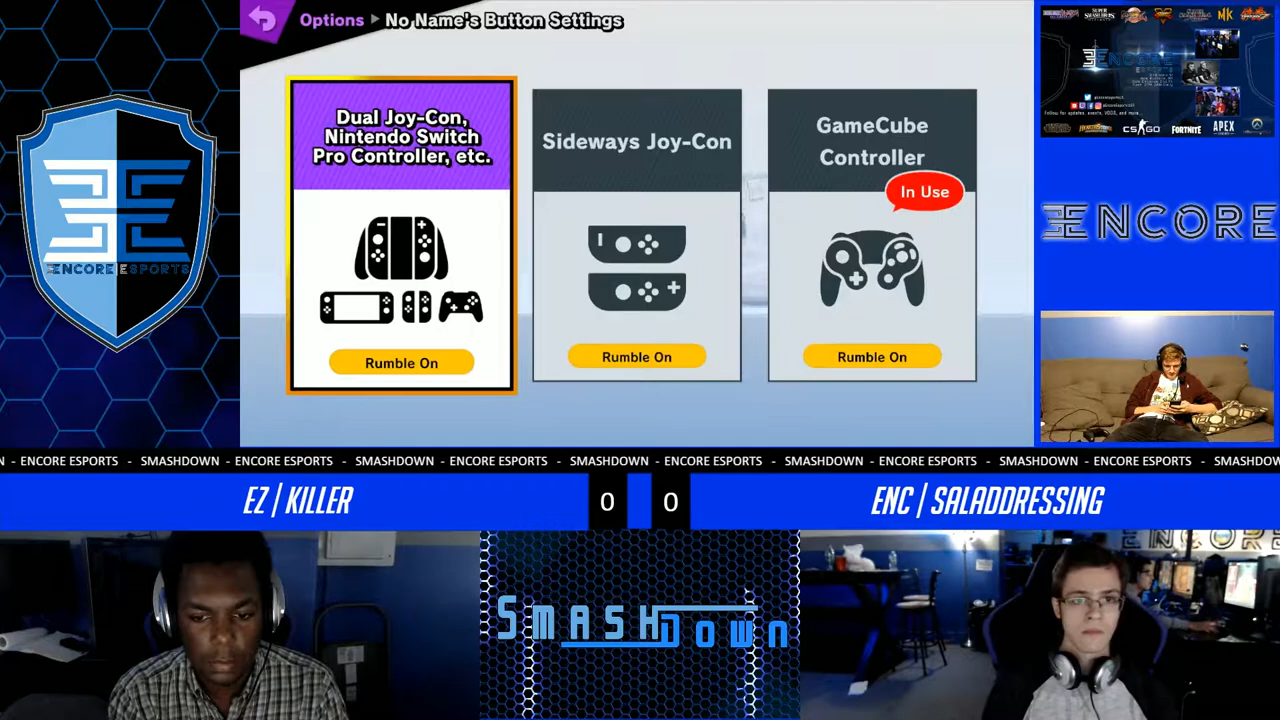 Options ▶ No Name's Button Settings
Dual Joy-Con,
Nintendo Switch
Pro Controller, etc.
Rumble On
Sideways Joy-Con
Rumble On
GameCube
Controller
In Use
Rumble On
ENCORE ESPORTS
MK
CS:GO
FORTNITE
APEX
ENCORE
N - ENCORE ESPORTS - SMASHDOWN - ENCORE ESPORTS - SMASHDOWN - ENCORE ESPORTS - SMASHDOWN - ENCORE ESPORTS - SMASHDOWN - ENCORE ESPORTS - SMASHDOW
EZ | KILLER
0
0
ENC | SALADDRESSING
SMASHDOWN
ENCORE